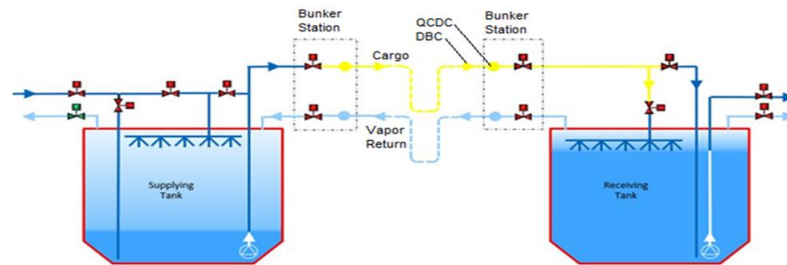 Bunker
Station
QCDC
DBC
Bunker
Station
Cargo
Vapor
Return
Supplying
Tank
Receiving
Tank